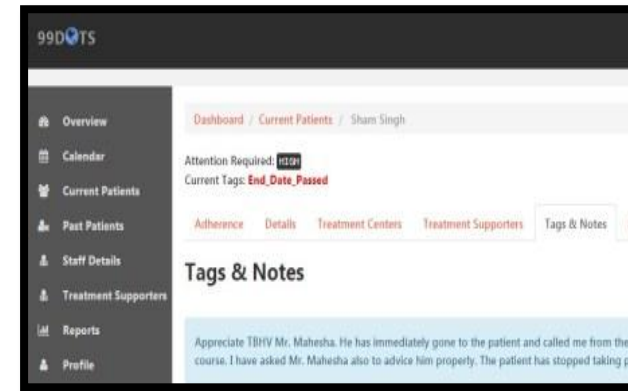 99DOTS
Overview
Calendar
Current Patients
Past Patients
Staff Details
Treatment Supporters
Reports
Profile
Dashboard / Current Patients / Sham Singh
Attention Required: HIGH
Current Tags: End_Date_Passed
Adherence Details Treatment Centers Treatment Supporters Tags & Notes
Tags & Notes
Appreciate TBHV Mr. Mahesha. He has immediately gone to the patient and called me from the
course. I have asked Mr. Mahesha also to advice him properly. The patient has stopped taking p